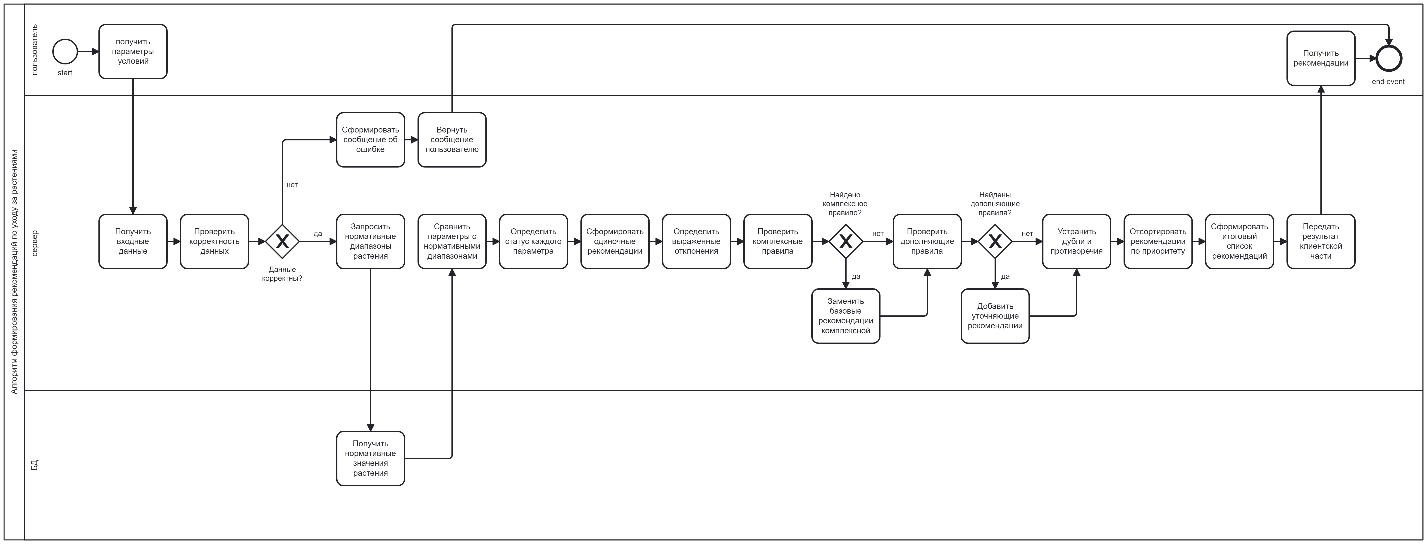 Алгоритм формирования рекомендаций по уходу за растениями
пользователь
start
получить
параметры
условий
Получить
рекомендации
end event
сервер
Сформировать
сообщение об
ошибке
Вернуть
сообщение
пользователю
нет
Получить
входные
данные
Проверить
корректность
данных
Данные
корректны?
да
Запросить
нормативные
диапазоны
растения
Сравнить
параметры с
нормативными
диапазонами
Определить
статус каждого
параметра
Сформировать
одиночные
рекомендации
Определить
выраженные
отклонения
Проверить
комплексные
правила
Найдено
комплексное
правило?
нет
да
Заменить
базовые
рекомендации
комплексной
Проверить
дополняющие
правила
Найдены
дополняющие
правила?
нет
да
Добавить
уточняющие
рекомендации
Устранить
дубли и
противоречия
Отсортировать
рекомендации
по приоритету
Сформировать
итоговый
список
рекомендаций
Передать
результат
клиентской
части
БД
Получить
нормативные
значения
растения